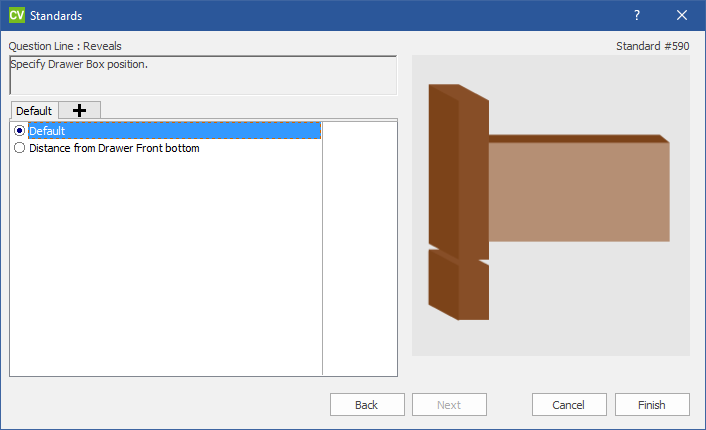 CV Standards ?
Question Line : Reveals Standard #590
Specify Drawer Box position.
Default
Default
Distance from Drawer Front bottom
Back Next Cancel Finish